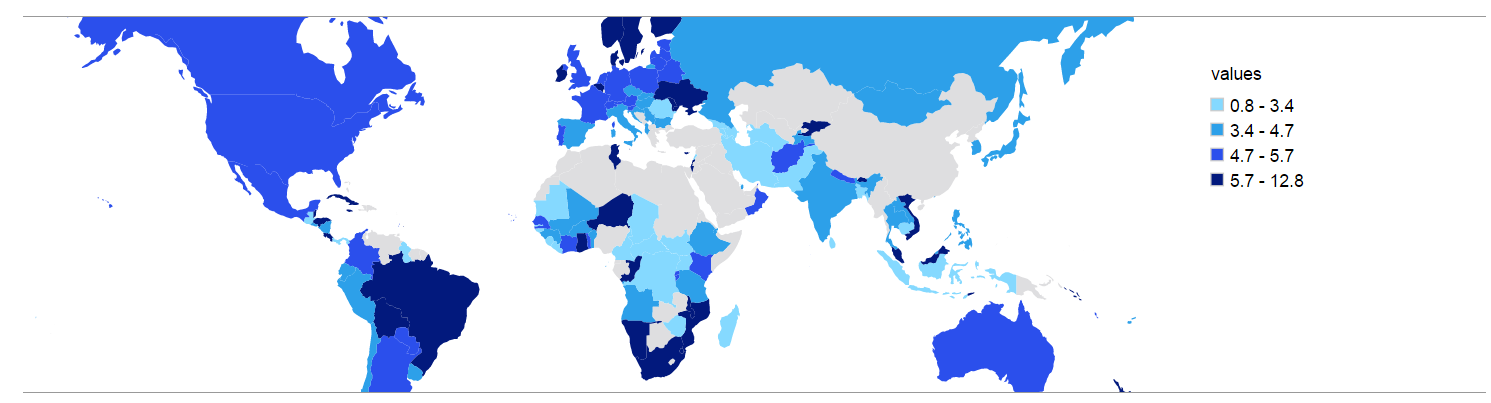 values
0.8 - 3.4
3.4 - 4.7
4.7 - 5.7
5.7 - 12.8